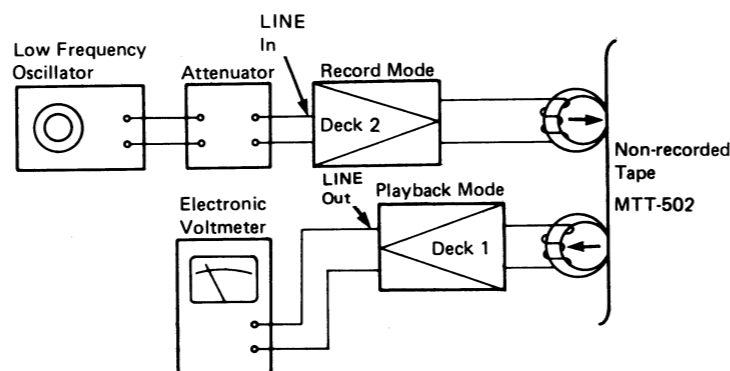 LINE
In
Low Frequency
Oscillator
Attenuator
Record Mode
Deck 2
Non-recorded
Tape
MTT-502
LINE
Out
Playback Mode
Electronic
Voltmeter
Deck 1